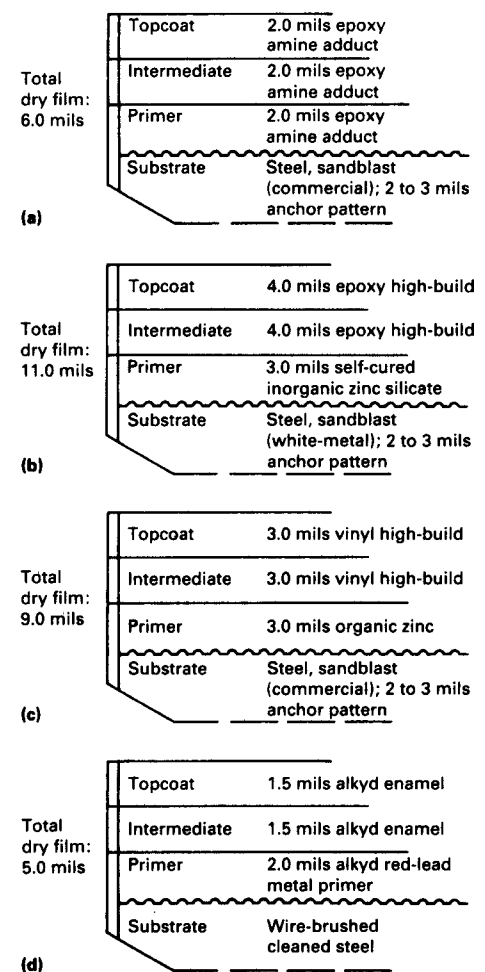 Topcoat 2.0 mils epoxy
amine adduct
Intermediate 2.0 mils epoxy
amine adduct
Total
dry film:
6.0 mils
Primer 2.0 mils epoxy
amine adduct
Substrate Steel, sandblast
(commercial); 2 to 3 mils
anchor pattern
(a)
Topcoat 4.0 mils epoxy high-build
Intermediate 4.0 mils epoxy high-build
Total
dry film:
11.0 mils
Primer 3.0 mils self-cured
inorganic zinc silicate
Substrate Steel, sandblast
(white-metal); 2 to 3 mils
anchor pattern
(b)
Topcoat 3.0 mils vinyl high-build
Intermediate 3.0 mils vinyl high-build
Total
dry film:
9.0 mils
Primer 3.0 mils organic zinc
Substrate Steel, sandblast
(commercial); 2 to 3 mils
anchor pattern
(c)
Topcoat 1.5 mils alkyd enamel
Intermediate 1.5 mils alkyd enamel
Total
dry film:
5.0 mils
Primer 2.0 mils alkyd red-lead
metal primer
Substrate Wire-brushed
cleaned steel
(d)